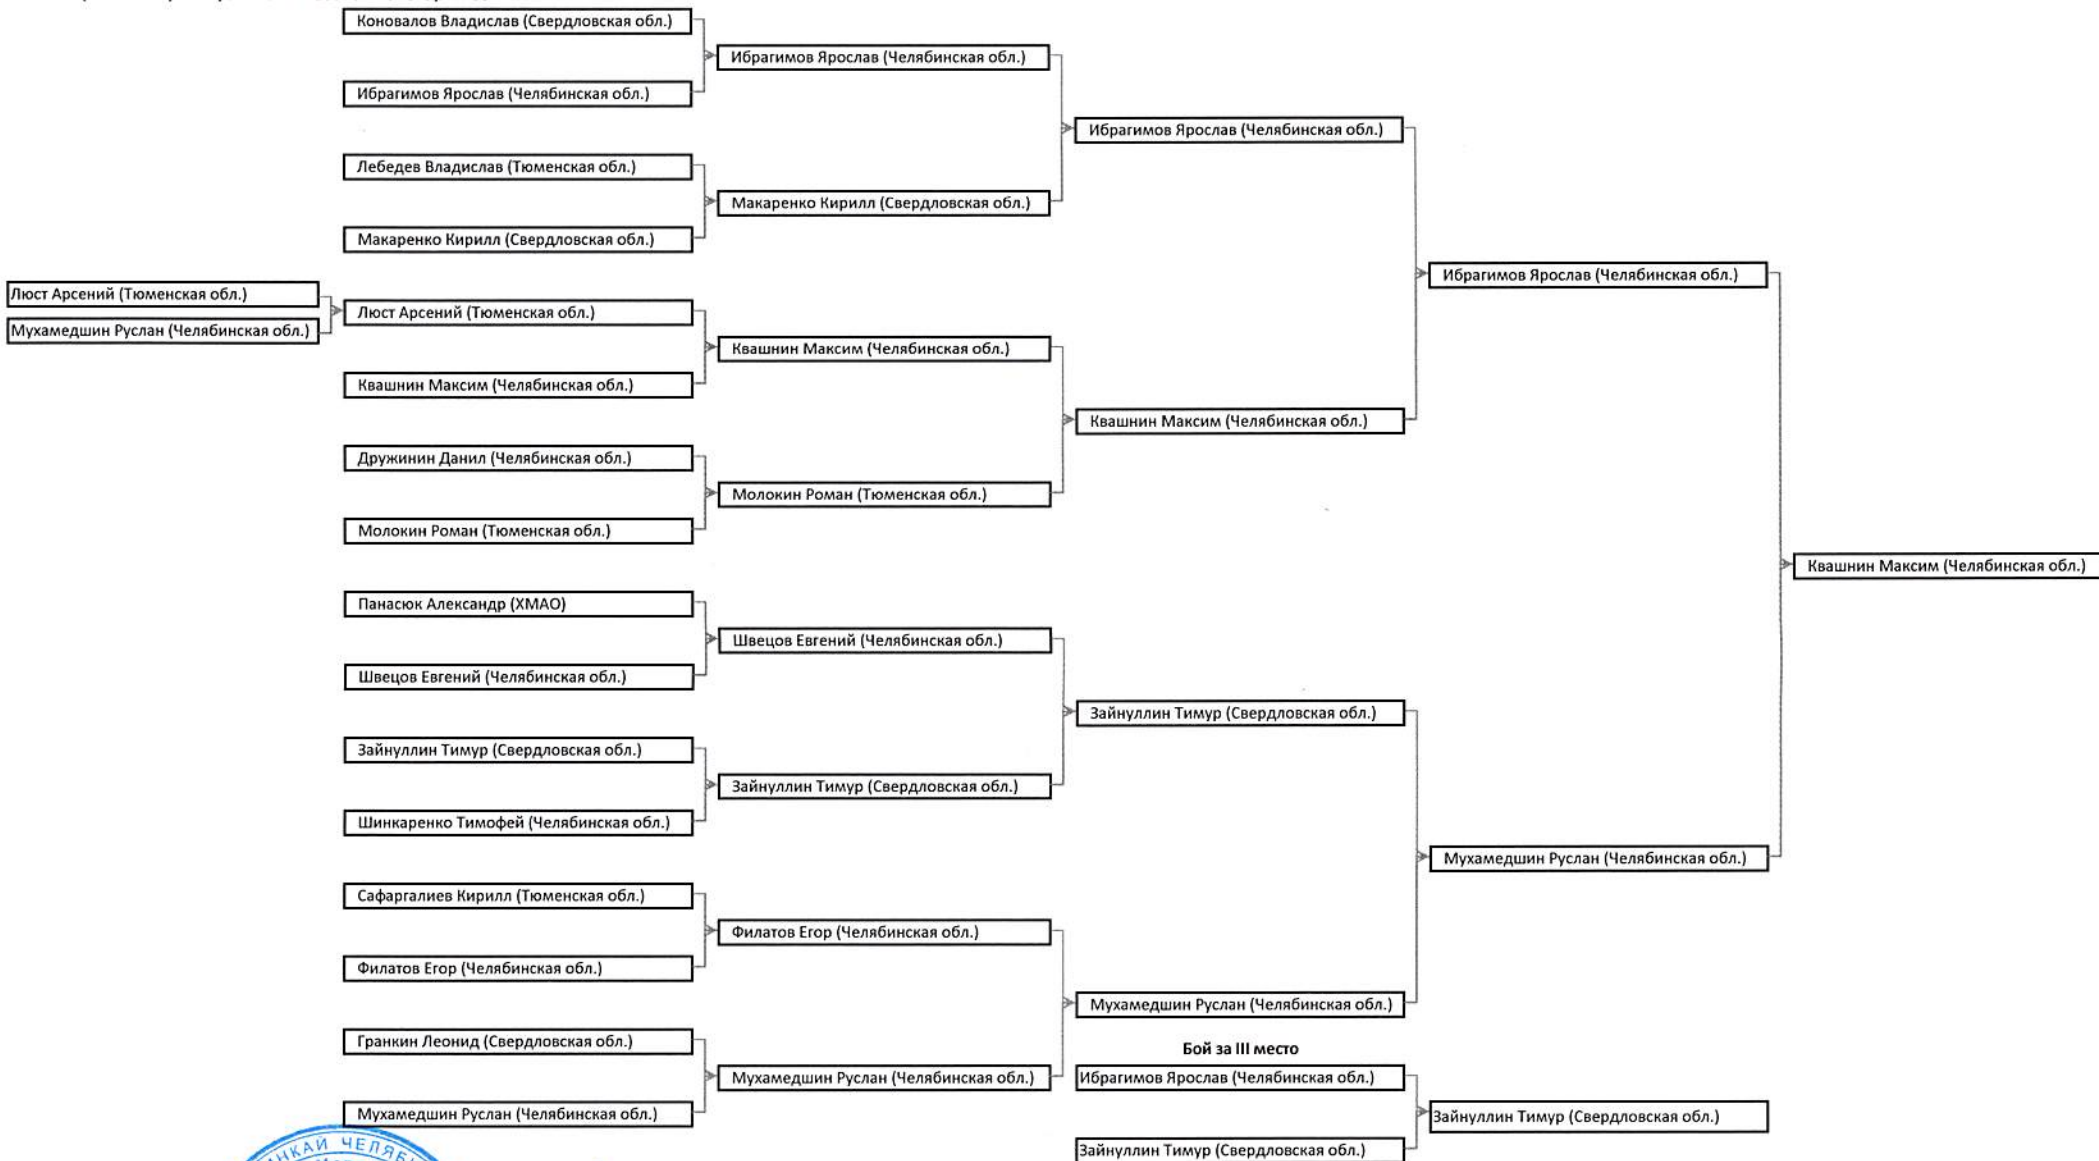 Коновалов Владислав (Свердловская обл.)
Ибрагимов Ярослав (Челябинская обл.)
Ибрагимов Ярослав (Челябинская обл.)
Ибрагимов Ярослав (Челябинская обл.)
Лебедев Владислав (Тюменская обл.)
Макаренко Кирилл (Свердловская обл.)
Макаренко Кирилл (Свердловская обл.)
Ибрагимов Ярослав (Челябинская обл.)
Люст Арсений (Тюменская обл.)
Люст Арсений (Тюменская обл.)
Мухамедшин Руслан (Челябинская обл.)
Квашнин Максим (Челябинская обл.)
Квашнин Максим (Челябинская обл.)
Квашнин Максим (Челябинская обл.)
Дружинин Данил (Челябинская обл.)
Молокин Роман (Тюменская обл.)
Молокин Роман (Тюменская обл.)
Квашнин Максим (Челябинская обл.)
Панасюк Александр (ХМАО)
Швецов Евгений (Челябинская обл.)
Швецов Евгений (Челябинская обл.)
Зайнуллин Тимур (Свердловская обл.)
Зайнуллин Тимур (Свердловская обл.)
Зайнуллин Тимур (Свердловская обл.)
Шинкаренко Тимофей (Челябинская обл.)
Мухамедшин Руслан (Челябинская обл.)
Сафаргалиев Кирилл (Тюменская обл.)
Филатов Егор (Челябинская обл.)
Филатов Егор (Челябинская обл.)
Мухамедшин Руслан (Челябинская обл.)
Гранкин Леонид (Свердловская обл.)
Бой за III место
Мухамедшин Руслан (Челябинская обл.)
Ибрагимов Ярослав (Челябинская обл.)
Мухамедшин Руслан (Челябинская обл.)
Зайнуллин Тимур (Свердловская обл.)
Зайнуллин Тимур (Свердловская обл.)